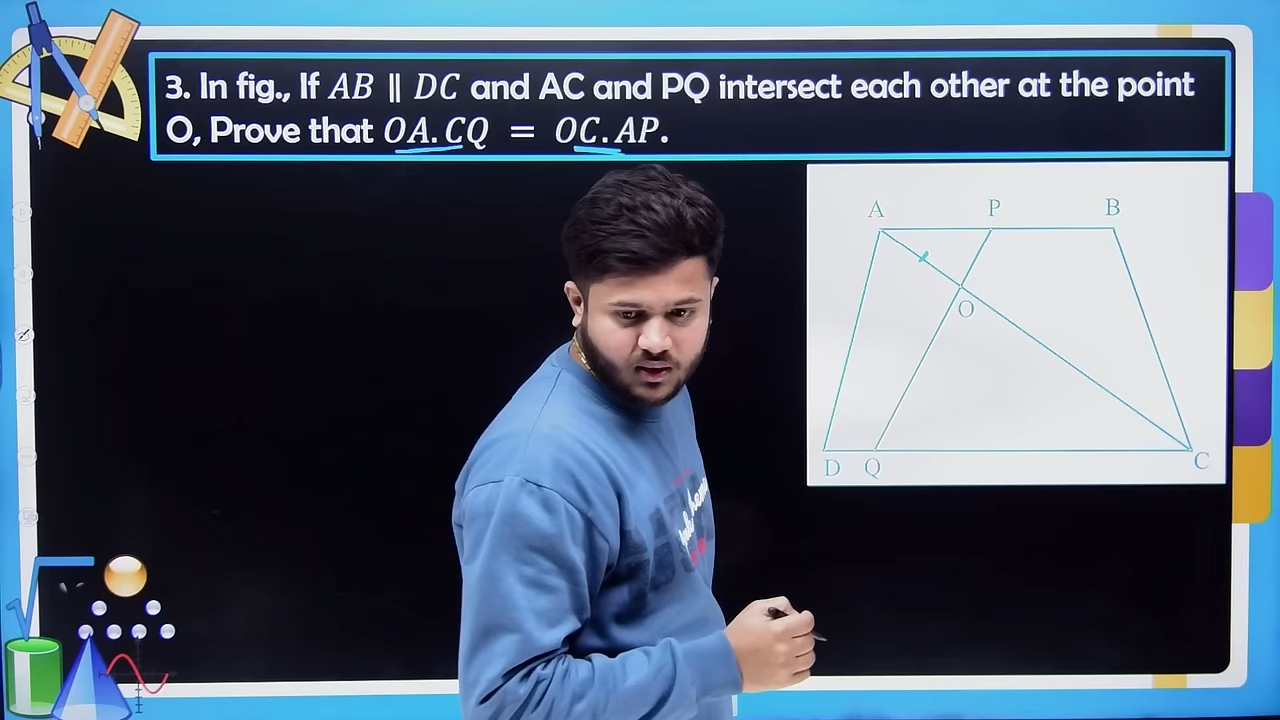 3. In fig., If AB ∥ DC and AC and PQ intersect each other at the point
O, Prove that OA.CQ = OC.AP.
A P B
O
D Q C